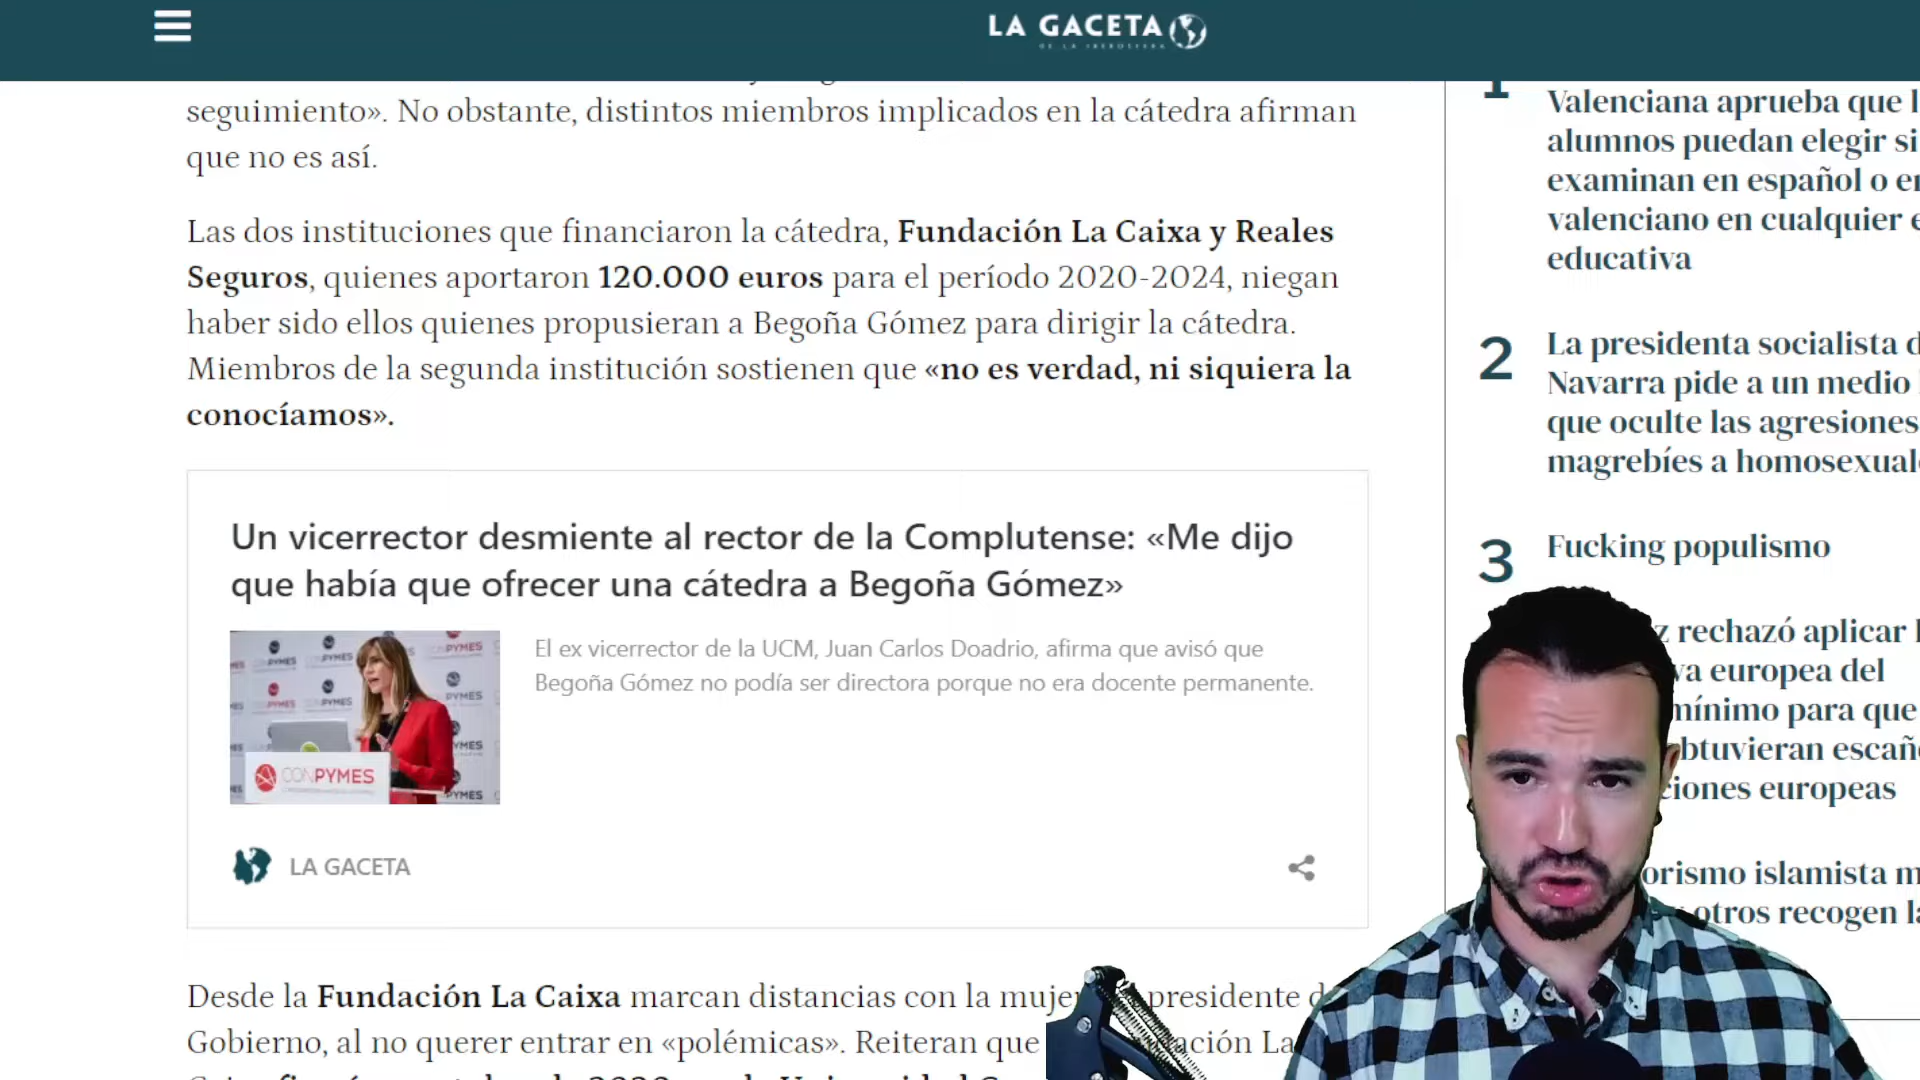 LA GACETA
DE LA IBEROSFERA
seguimiento». No obstante, distintos miembros implicados en la cátedra afirman
que no es así.
Las dos instituciones que financiaron la cátedra, Fundación La Caixa y Reales
Seguros, quienes aportaron 120.000 euros para el período 2020-2024, niegan
haber sido ellos quienes propusieran a Begoña Gómez para dirigir la cátedra.
Miembros de la segunda institución sostienen que «no es verdad, ni siquiera la
conocíamos».
Un vicerrector desmiente al rector de la Complutense: «Me dijo
que había que ofrecer una cátedra a Begoña Gómez»
El ex vicerrector de la UCM, Juan Carlos Doadrio, afirma que avisó que
Begoña Gómez no podía ser directora porque no era docente permanente.
CONPYMES
LA GACETA
Desde la Fundación La Caixa marcan distancias con la mujer presidente
Gobierno, al no querer entrar en «polémicas». Reiteran que La
1
Valenciana aprueba que
alumnos puedan elegir si
examinan en español o
valenciano en cualquier
educativa
2
La presidenta socialista
Navarra pide a un medio
que oculte las agresiones
magrebíes a
3
Fucking populismo
rechazó aplicar
europea del
mínimo para que
obtuvieran
europeas
islamista
otros recogen